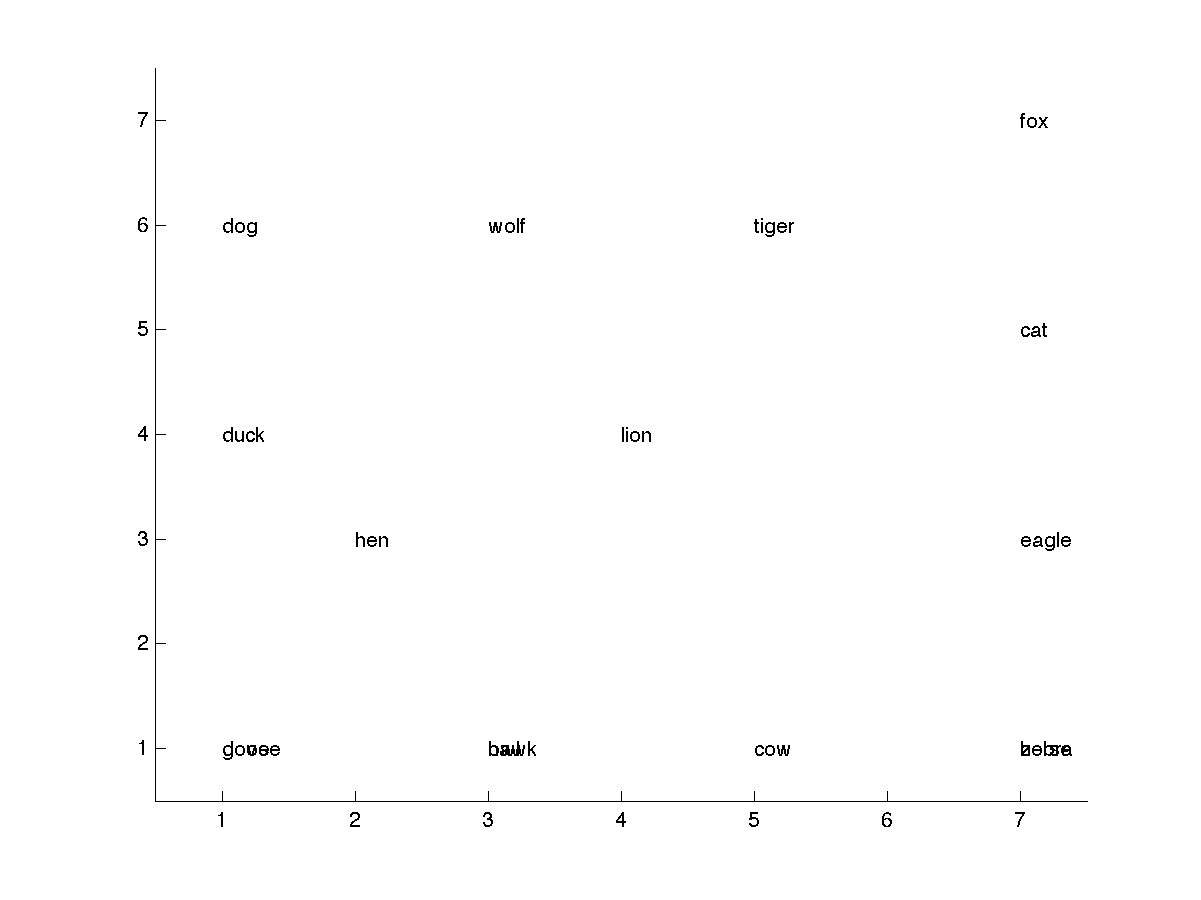 7 fox
6 dog wolf tiger
5 cat
4 duck lion
3 hen eagle
2
1 cow
1 2 3 4 5 6 7